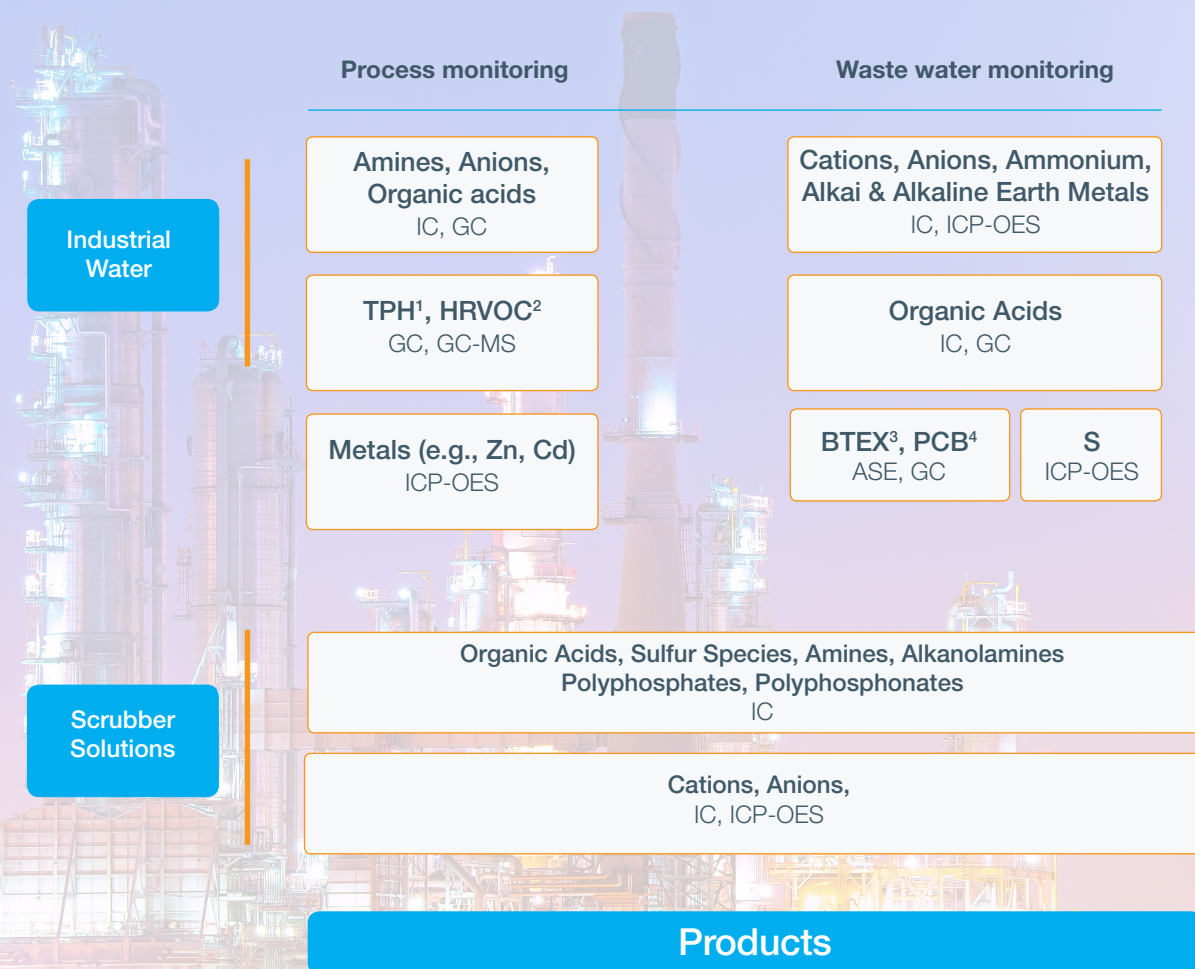 Process monitoring
Waste water monitoring
Industrial
Water
Amines, Anions,
Organic acids
IC, GC
Cations, Anions, Ammonium,
Alkai & Alkaline Earth Metals
IC, ICP-OES
TPH¹, HRVOC²
GC, GC-MS
Organic Acids
IC, GC
Metals (e.g., Zn, Cd)
ICP-OES
BTEX³, PCB⁴
ASE, GC
S
ICP-OES
Scrubber
Solutions
Organic Acids, Sulfur Species, Amines, Alkanolamines
Polyphosphates, Polyphosphonates
IC
Cations, Anions,
IC, ICP-OES
Products